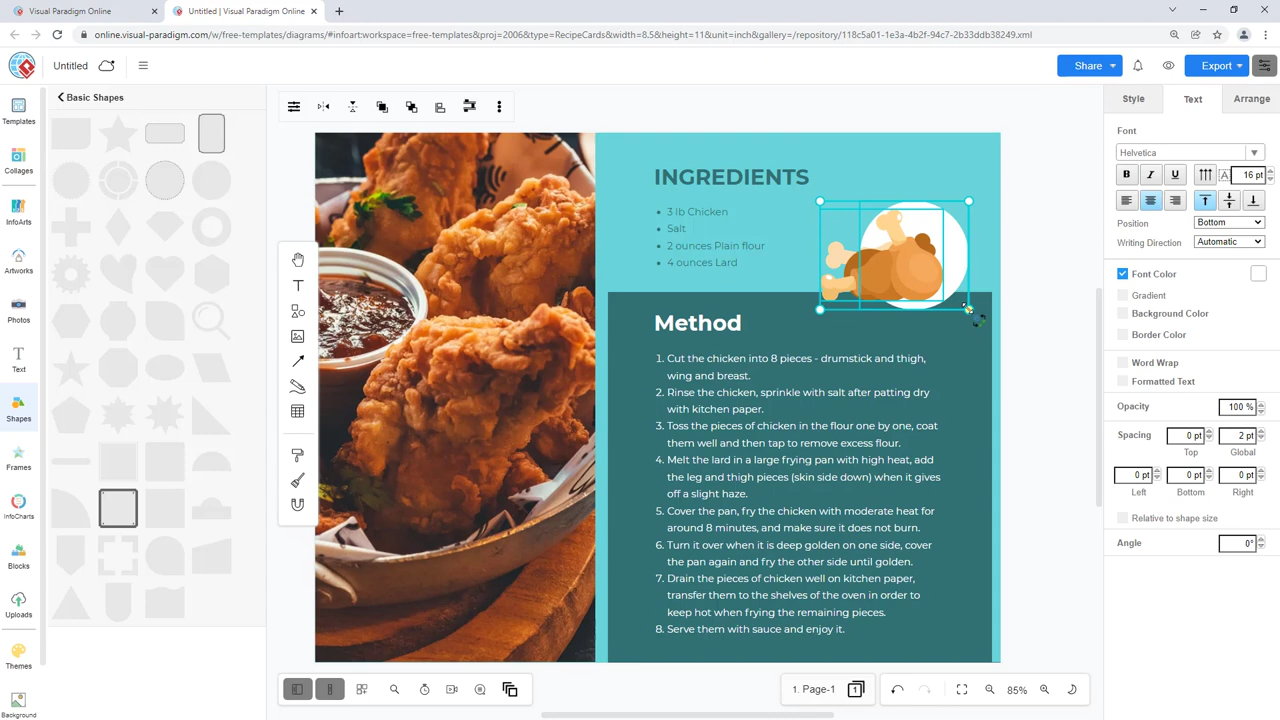 Visual Paradigm Online
Untitled | Visual Paradigm Online
online.visual-paradigm.com/w/free-templates/diagrams/#infoart:workspace=free-templates&proj=2006&type=RecipeCards&width=8.5&height=11&unit=inch&gallery=/repository/118c5a01-1e3a-4b2f-94c7-2b33ddb38249.xml
Untitled
Share
Export
Templates
Collages
InfoArts
Artworks
Photos
Text
Shapes
Frames
InfoCharts
Blocks
Uploads
Themes
Background
Basic Shapes
INGREDIENTS
• 3 lb Chicken
• Salt
• 2 ounces Plain flour
• 4 ounces Lard
Method
1. Cut the chicken into 8 pieces - drumstick and thigh,
wing and breast.
2. Rinse the chicken, sprinkle with salt after patting dry
with kitchen paper.
3. Toss the pieces of chicken in the flour one by one, coat
them well and then tap to remove excess flour.
4. Melt the lard in a large frying pan with high heat, add
the leg and thigh pieces (skin side down) when it gives
off a slight haze.
5. Cover the pan, fry the chicken with moderate heat for
around 8 minutes, and make sure it does not burn.
6. Turn it over when it is deep golden on one side, cover
the pan again and fry the other side until golden.
7. Drain the pieces of chicken well on kitchen paper,
transfer them to the shelves of the oven in order to
keep hot when frying the remaining pieces.
8. Serve them with sauce and enjoy it.
1. Page-1
1
85%
Style
Text
Arrange
Font
Helvetica
B I U A 16 pt
Position
Bottom
Writing Direction
Automatic
Font Color
Gradient
Background Color
Border Color
Word Wrap
Formatted Text
Opacity
100 %
Spacing
0 pt 2 pt
Top Global
0 pt 0 pt 0 pt
Left Bottom Right
Relative to shape size
Angle
0°